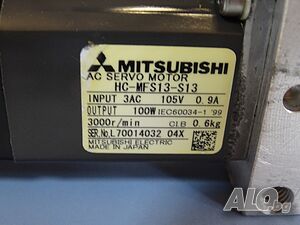 MITSUBISHI
AC SERVO MOTOR
HC-MFS13-S13
INPUT 3AC 105V 0.9A
OUTPUT 100W IEC60034-1 '99
3000r/min CLB 0.6kg
SER.No.L70014032 04X
MITSUBISHI ELECTRIC
MADE IN JAPAN
ALO.bg